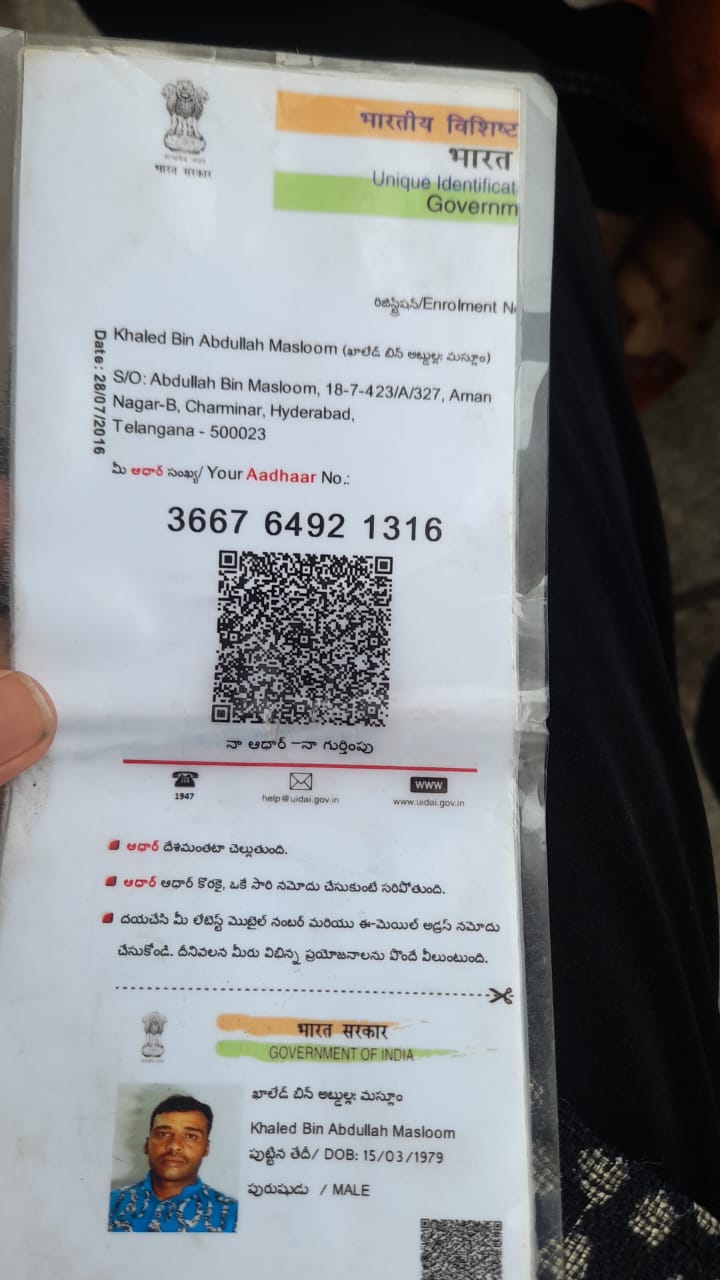 भारत सरकार
भारतीय विशिष्ट
भारत
Unique Identificat
Governm
రిజిస్ట్రేషన్/Enrolment N
Date: 28/07/2016
Khaled Bin Abdullah Masloom (ఖాలేద్ బిన్ అబ్దుల్లః మస్లూం)
S/O: Abdullah Bin Masloom, 18-7-423/A/327, Aman
Nagar-B, Charminar, Hyderabad,
Telangana - 500023
మీ ఆధార్ సంఖ్య/ Your Aadhaar No.:
3667 6492 1316
నా ఆధార్ –నా గుర్తింపు
1947
help@uidai.gov.in
WWW
www.uidai.gov.in
ఆధార్ దేశమంతటా చెల్లుతుంది.
ఆధార్ ఆధార్ కొరకై, ఒకే సారి నమోదు చేసుకుంటే సరిపోతుంది.
దయచేసి మీ లేటెస్ట్ మొబైల్ నంబర్ మరియు ఈ-మెయిల్ అడ్రస్ నమోదు
చేసుకోండి. దీనివలన మీరు విభిన్న ప్రయోజనాలను పొందే వీలుంటుంది.
भारत सरकार
GOVERNMENT OF INDIA
ఖాలేద్ బిన్ అబ్దుల్లః మస్లూం
Khaled Bin Abdullah Masloom
పుట్టిన తేదీ/ DOB: 15/03/1979
పురుషుడు / MALE